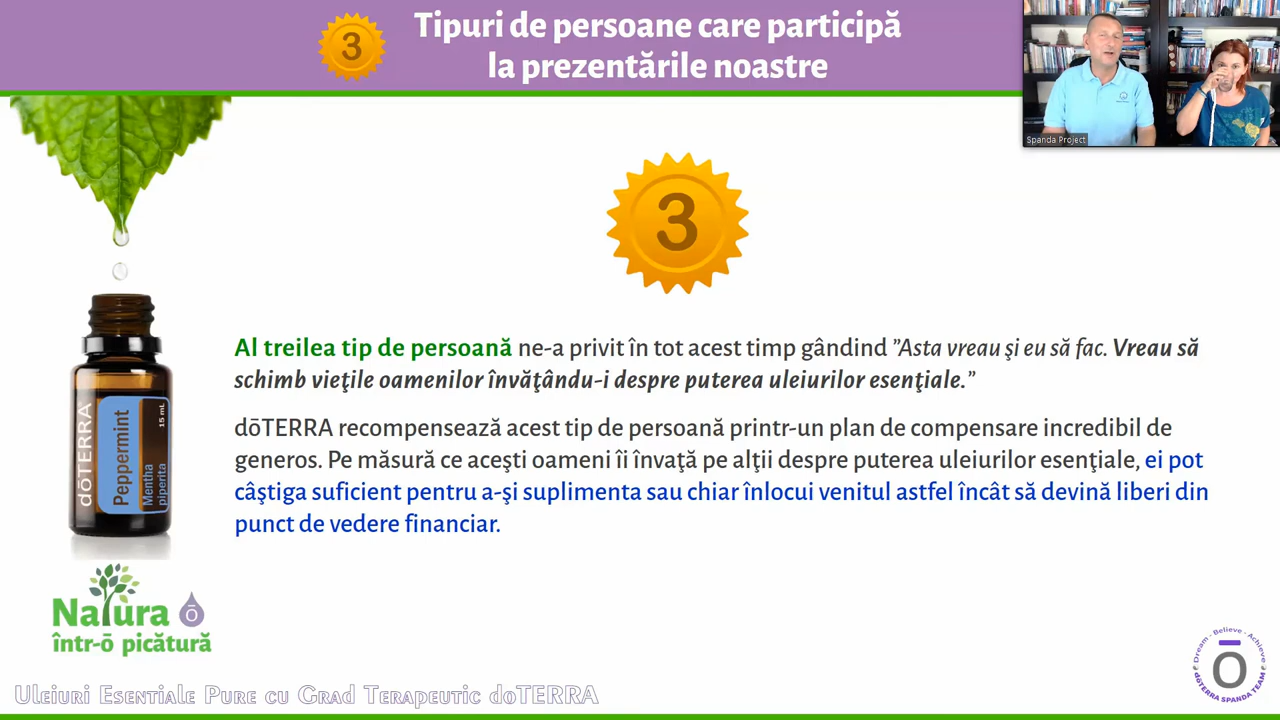 3
Tipuri de persoane care participă
la prezentările noastre
Spanda Project
3
Al treilea tip de persoană ne-a privit în tot acest timp gândind ”Asta vreau şi eu să fac. Vreau să
schimb vieţile oamenilor învăţându-i despre puterea uleiurilor esenţiale.”
dōTERRA recompensează acest tip de persoană printr-un plan de compensare incredibil de
generos. Pe măsură ce aceşti oameni îi învaţă pe alţii despre puterea uleiurilor esenţiale, ei pot
câştiga suficient pentru a-şi suplimenta sau chiar înlocui venitul astfel încât să devină liberi din
punct de vedere financiar.
dōTERRA
Peppermint
Mentha
piperita
15 mL
Natura ō
într-ō picătură
Dream - Believe - Achieve
Ō
dōTERRA SPANDA TEAM
Uleiuri Esentiale Pure cu Grad Terapeutic doTERRA